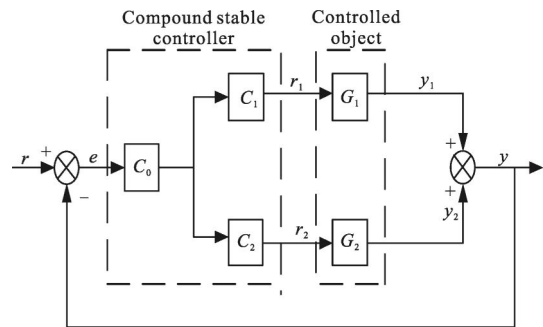 Compound stable
controller
Controlled
object
C₁
r₁
G₁
y₁
r
+
e
C₀
−
+
y
+
y₂
C₂
r₂
G₂